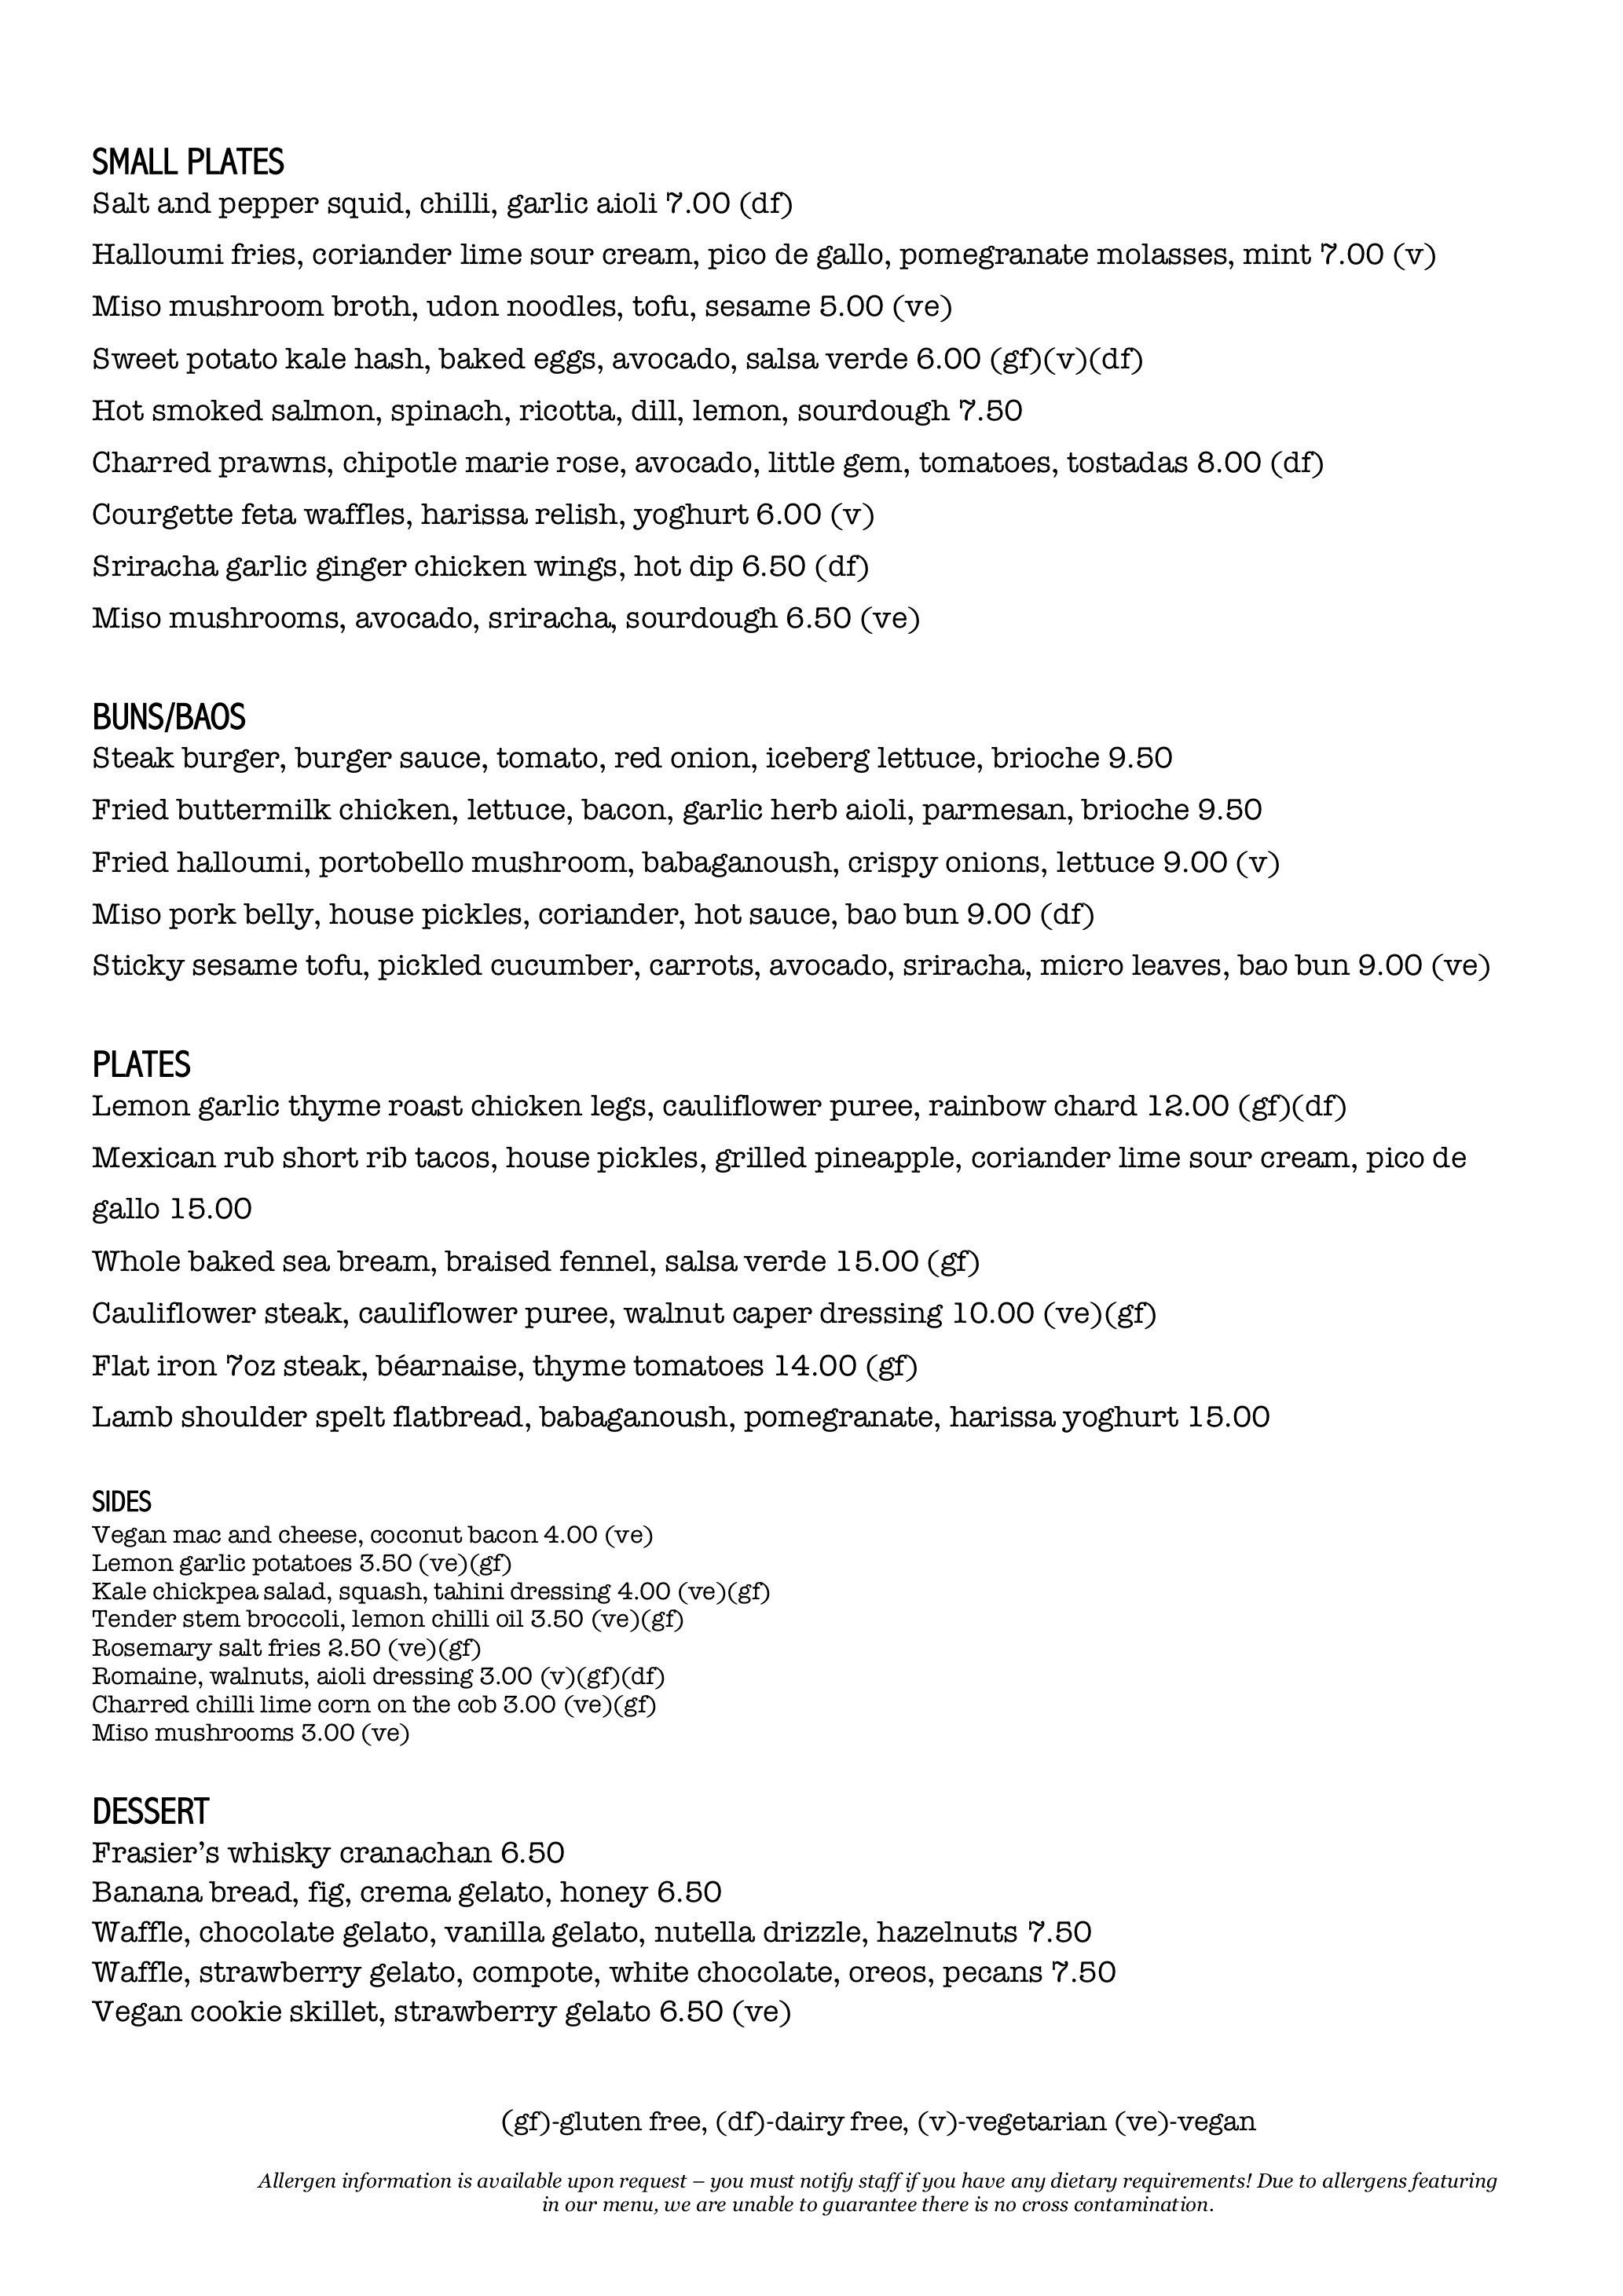 SMALL PLATES
Salt and pepper squid, chilli, garlic aioli 7.00 (df)
Halloumi fries, coriander lime sour cream, pico de gallo, pomegranate molasses, mint 7.00 (v)
Miso mushroom broth, udon noodles, tofu, sesame 5.00 (ve)
Sweet potato kale hash, baked eggs, avocado, salsa verde 6.00 (gf)(v)(df)
Hot smoked salmon, spinach, ricotta, dill, lemon, sourdough 7.50
Charred prawns, chipotle marie rose, avocado, little gem, tomatoes, tostadas 8.00 (df)
Courgette feta waffles, harissa relish, yoghurt 6.00 (v)
Sriracha garlic ginger chicken wings, hot dip 6.50 (df)
Miso mushrooms, avocado, sriracha, sourdough 6.50 (ve)
BUNS/BAOS
Steak burger, burger sauce, tomato, red onion, iceberg lettuce, brioche 9.50
Fried buttermilk chicken, lettuce, bacon, garlic herb aioli, parmesan, brioche 9.50
Fried halloumi, portobello mushroom, babaganoush, crispy onions, lettuce 9.00 (v)
Miso pork belly, house pickles, coriander, hot sauce, bao bun 9.00 (df)
Sticky sesame tofu, pickled cucumber, carrots, avocado, sriracha, micro leaves, bao bun 9.00 (ve)
PLATES
Lemon garlic thyme roast chicken legs, cauliflower puree, rainbow chard 12.00 (gf)(df)
Mexican rub short rib tacos, house pickles, grilled pineapple, coriander lime sour cream, pico de
gallo 15.00
Whole baked sea bream, braised fennel, salsa verde 15.00 (gf)
Cauliflower steak, cauliflower puree, walnut caper dressing 10.00 (ve)(gf)
Flat iron 7oz steak, béarnaise, thyme tomatoes 14.00 (gf)
Lamb shoulder spelt flatbread, babaganoush, pomegranate, harissa yoghurt 15.00
SIDES
Vegan mac and cheese, coconut bacon 4.00 (ve)
Lemon garlic potatoes 3.50 (ve)(gf)
Kale chickpea salad, squash, tahini dressing 4.00 (ve)(gf)
Tender stem broccoli, lemon chilli oil 3.50 (ve)(gf)
Rosemary salt fries 2.50 (ve)(gf)
Romaine, walnuts, aioli dressing 3.00 (v)(gf)(df)
Charred chilli lime corn on the cob 3.00 (ve)(gf)
Miso mushrooms 3.00 (ve)
DESSERT
Frasier’s whisky cranachan 6.50
Banana bread, fig, crema gelato, honey 6.50
Waffle, chocolate gelato, vanilla gelato, nutella drizzle, hazelnuts 7.50
Waffle, strawberry gelato, compote, white chocolate, oreos, pecans 7.50
Vegan cookie skillet, strawberry gelato 6.50 (ve)
(gf)-gluten free, (df)-dairy free, (v)-vegetarian (ve)-vegan
Allergen information is available upon request – you must notify staff if you have any dietary requirements! Due to allergens featuring
in our menu, we are unable to guarantee there is no cross contamination.